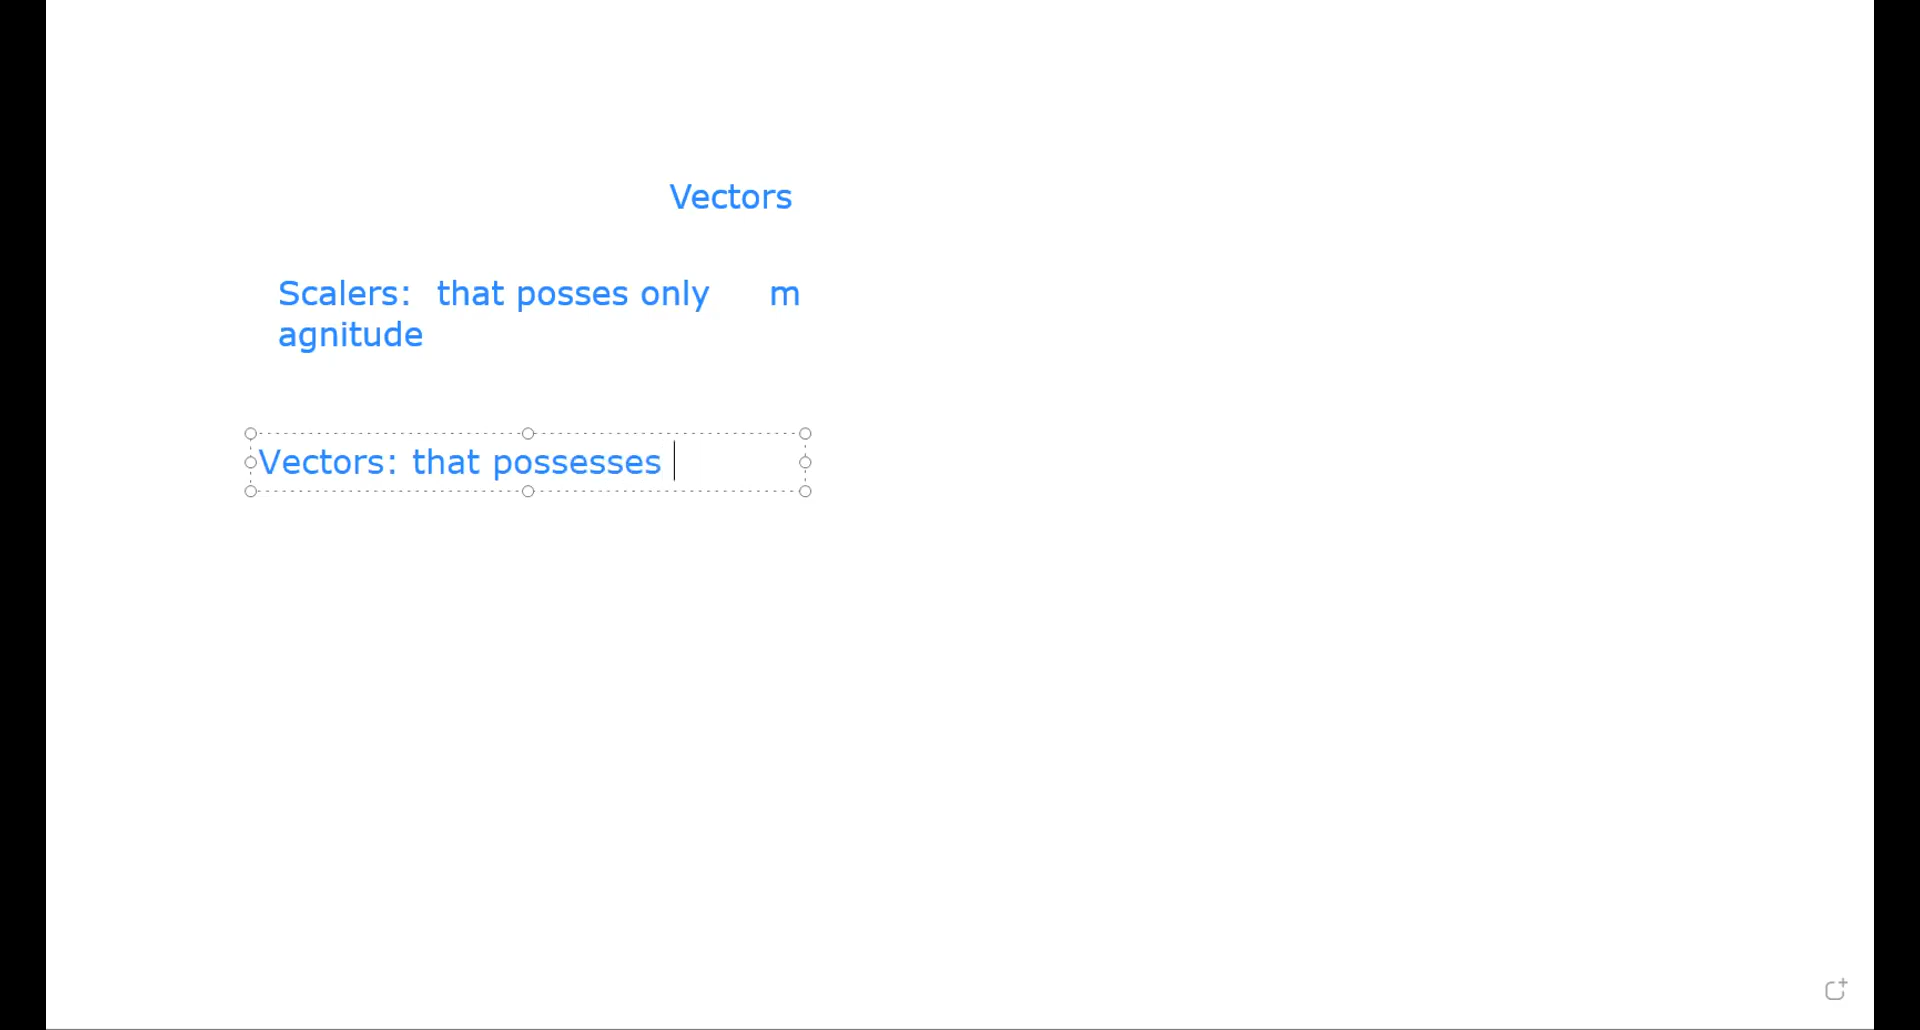 Vectors
Scalers:  that posses only     m
agnitude
Vectors: that possesses